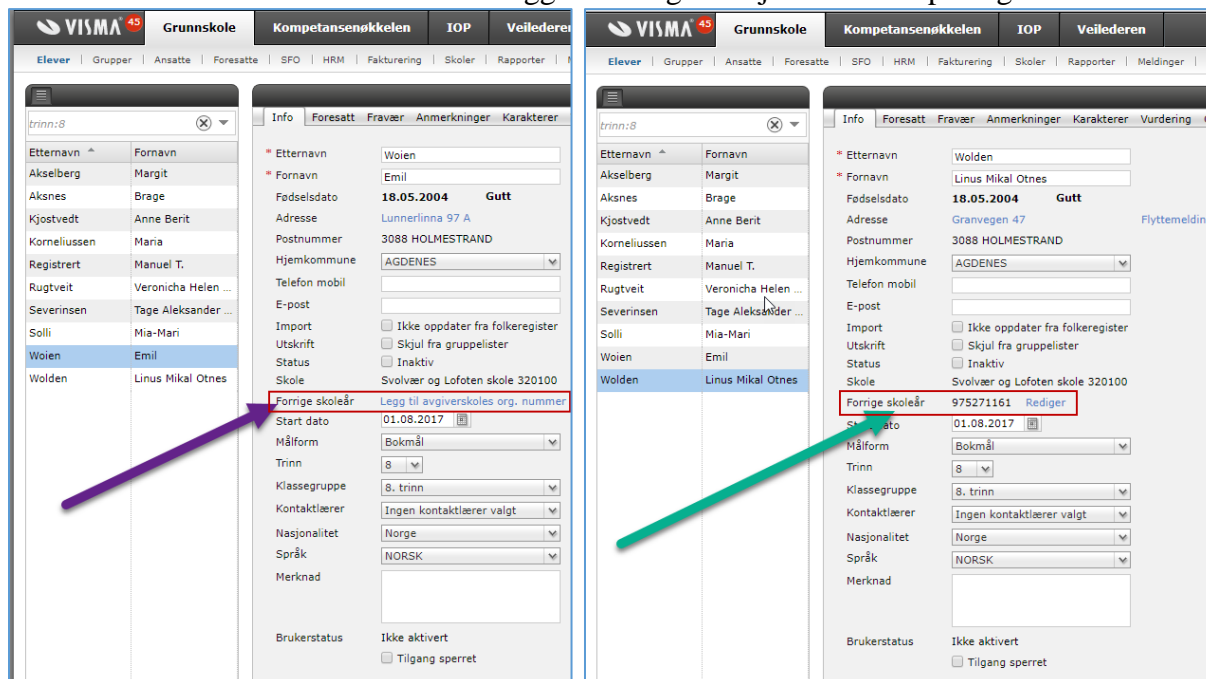 VISMA 45 Grunnskole Kompetansenøkkelen IOP Veiledere
Elever | Grupper | Ansatte | Foresatte | SFO | HRM | Fakturering | Skoler | Rapporter |
trinn:8
Info Foresatt Fravær Anmerkninger Karakterer
Etternavn Fornavn
Akselberg Margit
Aksnes Brage
Kjostvedt Anne Berit
Korneliussen Maria
Registrert Manuel T.
Rugtveit Veronicha Helen ...
Severinsen Tage Aleksander ...
Solli Mia-Mari
Woien Emil
Wolden Linus Mikal Otnes
* Etternavn Woien
* Fornavn Emil
Fødselsdato 18.05.2004 Gutt
Adresse Lunnerlinna 97 A
Postnummer 3088 HOLMESTRAND
Hjemkommune AGDENES
Telefon mobil
E-post
Import Ikke oppdater fra folkeregister
Utskrift Skjul fra gruppelister
Status Inaktiv
Skole Svolvær og Lofoten skole 320100
Forrige skoleår Legg til avgiverskoles org. nummer
Start dato 01.08.2017
Målform Bokmål
Trinn 8
Klassegruppe 8. trinn
Kontaktlærer Ingen kontaktlærer valgt
Nasjonalitet Norge
Språk NORSK
Merknad
Brukerstatus Ikke aktivert
Tilgang sperret
VISMA 45 Grunnskole Kompetansenøkkelen IOP Veilederen
Elever | Grupper | Ansatte | Foresatte | SFO | HRM | Fakturering | Skoler | Rapporter | Meldinger |
trinn:8
Info Foresatt Fravær Anmerkninger Karakterer Vurdering
Etternavn Fornavn
Akselberg Margit
Aksnes Brage
Kjostvedt Anne Berit
Korneliussen Maria
Registrert Manuel T.
Rugtveit Veronicha Helen ...
Severinsen Tage Aleksander ...
Solli Mia-Mari
Woien Emil
Wolden Linus Mikal Otnes
* Etternavn Wolden
* Fornavn Linus Mikal Otnes
Fødselsdato 18.05.2004 Gutt
Adresse Granvegen 47 Flyttemeldin
Postnummer 3088 HOLMESTRAND
Hjemkommune AGDENES
Telefon mobil
E-post
Import Ikke oppdater fra folkeregister
Utskrift Skjul fra gruppelister
Status Inaktiv
Skole Svolvær og Lofoten skole 320100
Forrige skoleår 975271161 Rediger
dato 01.08.2017
Målform Bokmål
Trinn 8
Klassegruppe 8. trinn
Kontaktlærer Ingen kontaktlærer valgt
Nasjonalitet Norge
Språk NORSK
Merknad
Brukerstatus Ikke aktivert
Tilgang sperret